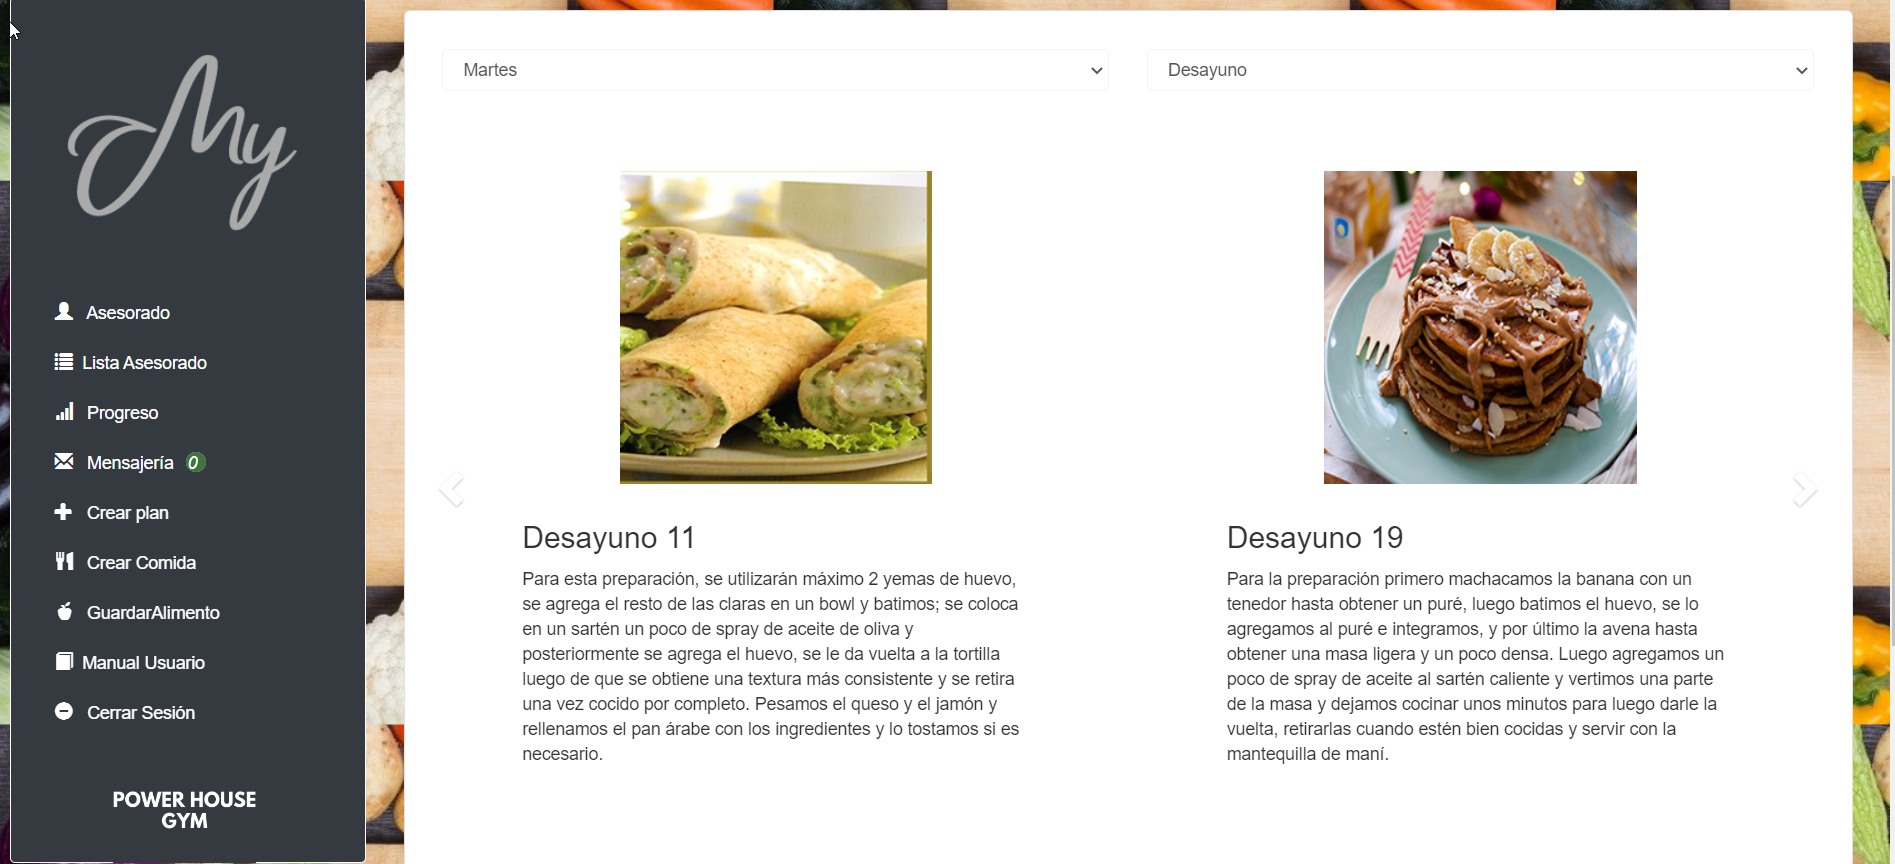 My
Asesorado
Lista Asesorado
Progreso
Mensajería 0
Crear plan
Crear Comida
GuardarAlimento
Manual Usuario
Cerrar Sesión
POWER HOUSE
GYM
Martes
Desayuno
Desayuno 11
Para esta preparación, se utilizarán máximo 2 yemas de huevo,
se agrega el resto de las claras en un bowl y batimos; se coloca
en un sartén un poco de spray de aceite de oliva y
posteriormente se agrega el huevo, se le da vuelta a la tortilla
luego de que se obtiene una textura más consistente y se retira
una vez cocido por completo. Pesamos el queso y el jamón y
rellenamos el pan árabe con los ingredientes y lo tostamos si es
necesario.
Desayuno 19
Para la preparación primero machacamos la banana con un
tenedor hasta obtener un puré, luego batimos el huevo, se lo
agregamos al puré e integramos, y por último la avena hasta
obtener una masa ligera y un poco densa. Luego agregamos un
poco de spray de aceite al sartén caliente y vertimos una parte
de la masa y dejamos cocinar unos minutos para luego darle la
vuelta, retirarlas cuando estén bien cocidas y servir con la
mantequilla de maní.